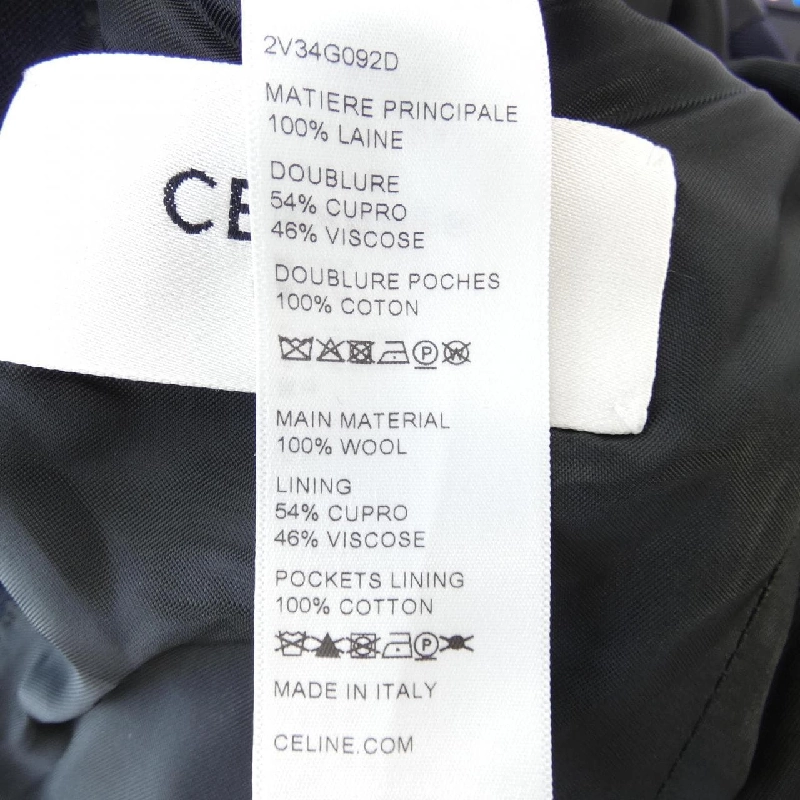 2V34G092D
MATIERE PRINCIPALE
100% LAINE
DOUBLURE
54% CUPRO
46% VISCOSE
DOUBLURE POCHES
100% COTON
P W
CE
MAIN MATERIAL
100% WOOL
LINING
54% CUPRO
46% VISCOSE
POCKETS LINING
100% COTTON
P
MADE IN ITALY
CELINE.COM